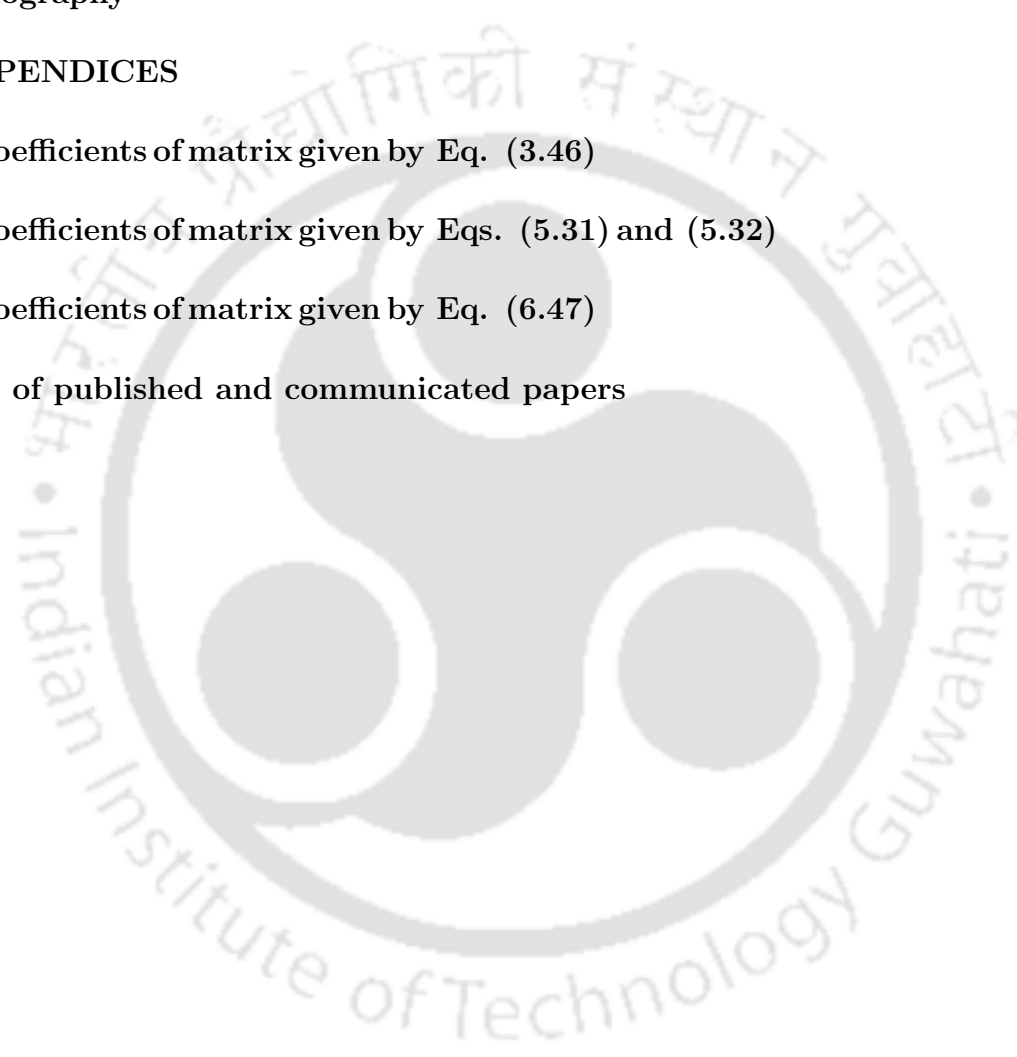 PENDICES
oefficients of matrix given by Eq. (3.46)
oefficients of matrix given by Eqs. (5.31) and (5.32)
oefficients of matrix given by Eq. (6.47)
of published and communicated papers
प्रौद्योगिकी संस्थान गुवाहाटी
• Indian Institute of Technology Guwahati •